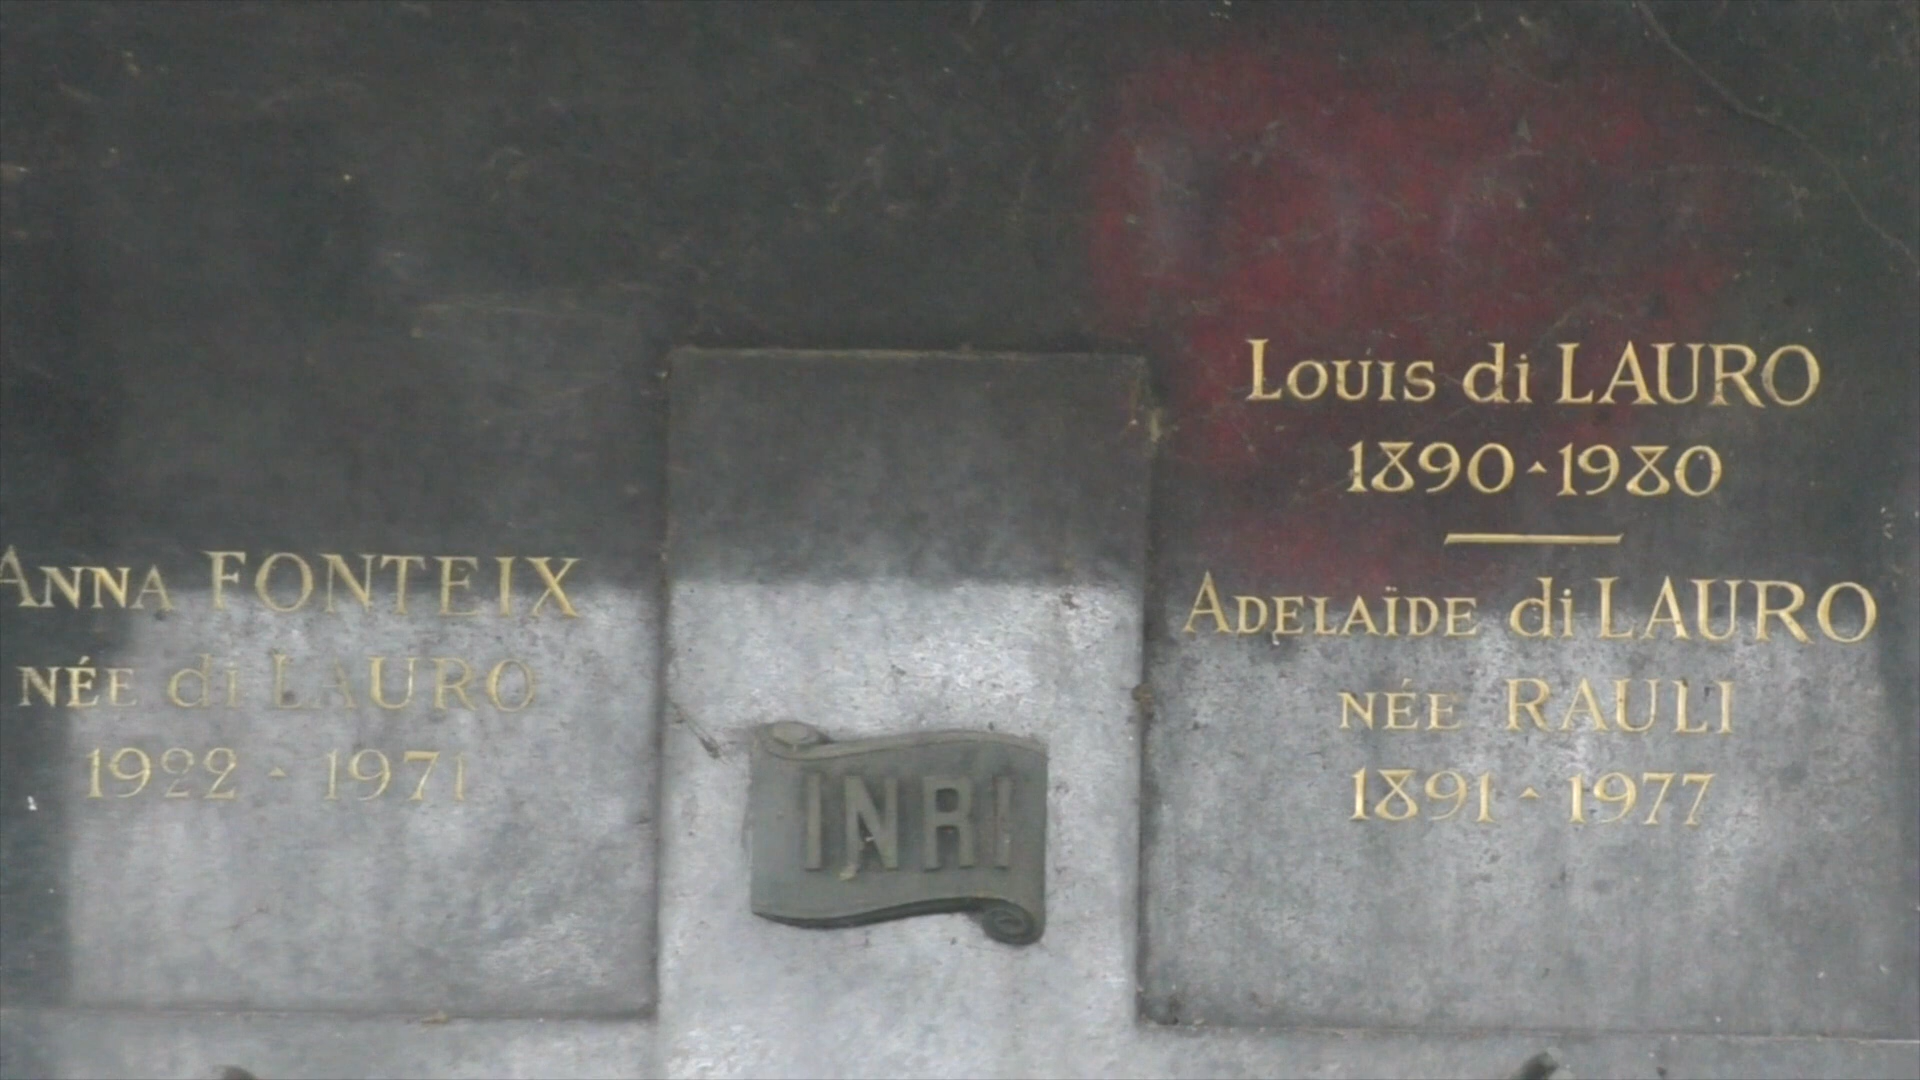 Anna FONTEIX
née di LAURO
1922 - 1971
INRI
Louis di LAURO
1890 - 1980
Adelaïde di LAURO
née RAULI
1891 - 1977